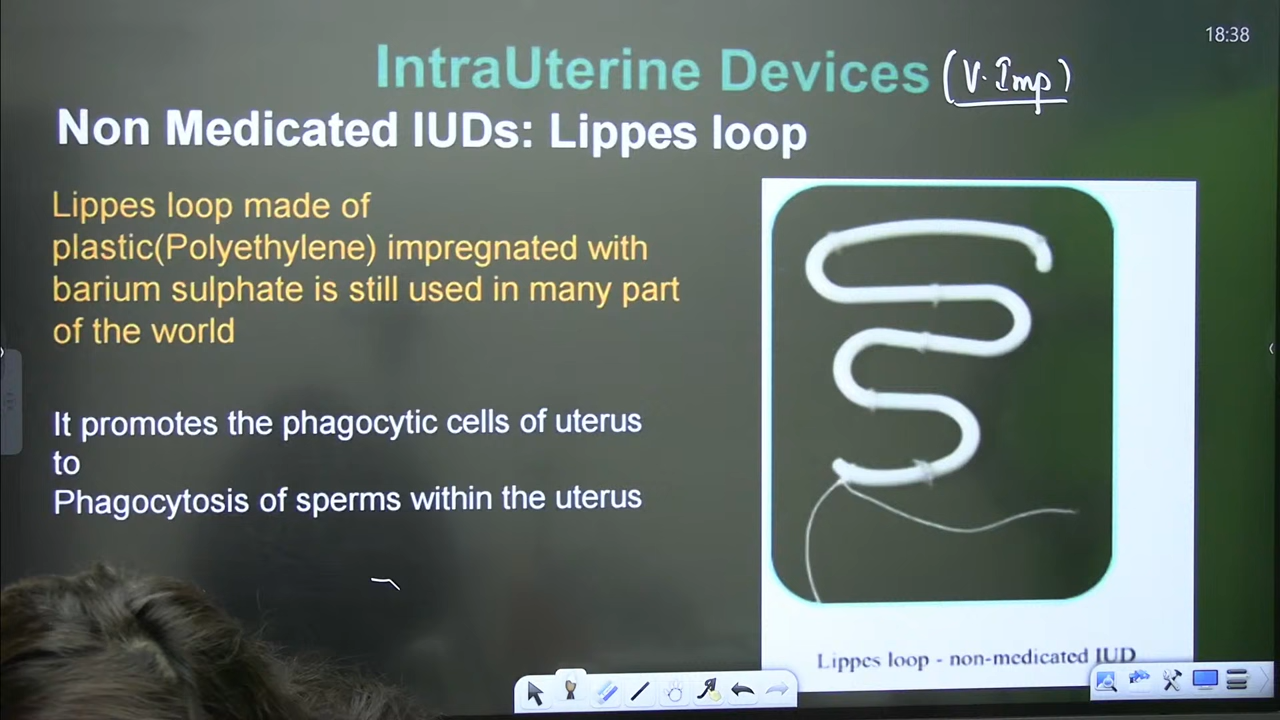 18:38
IntraUterine Devices (V. Imp)
Non Medicated IUDs: Lippes loop
Lippes loop made of
plastic(Polyethylene) impregnated with
barium sulphate is still used in many part
of the world
It promotes the phagocytic cells of uterus
to
Phagocytosis of sperms within the uterus
Lippes loop - non-medicated IUD